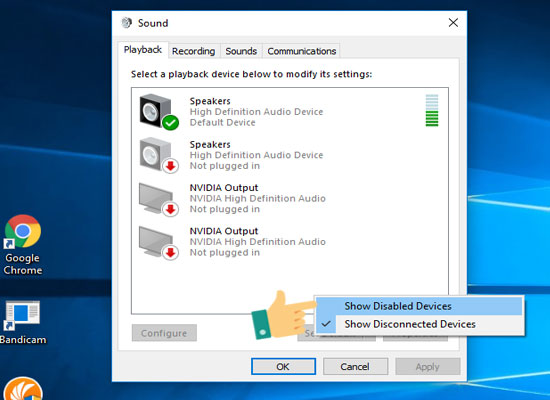 Sound
Playback Recording Sounds Communications
Select a playback device below to modify its settings:
Speakers
High Definition Audio Device
Default Device
Speakers
High Definition Audio Device
Not plugged in
NVIDIA Output
NVIDIA High Definition Audio
Not plugged in
NVIDIA Output
NVIDIA High Definition Audio
Not plugged in
Show Disabled Devices
Show Disconnected Devices
Configure
OK Cancel Apply
Google
Chrome
Bandicam